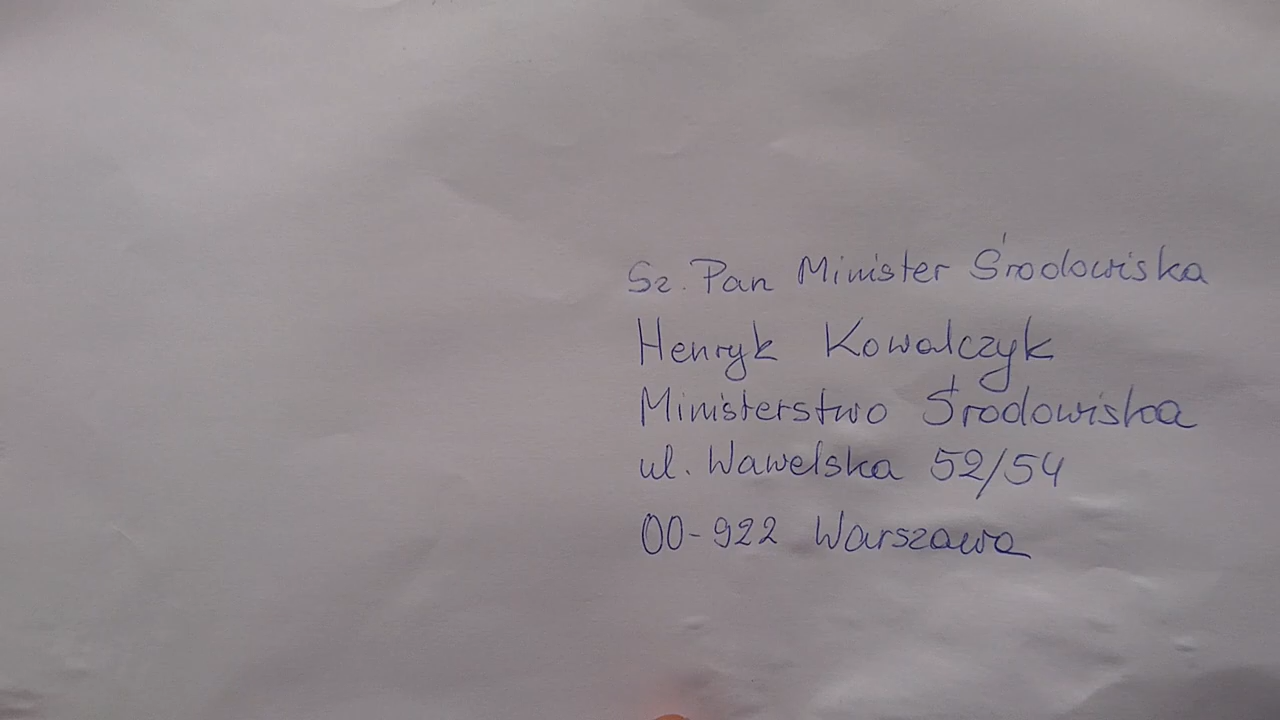 Sz. Pan Minister Środowiska
Henryk Kowalczyk
Ministerstwo Środowiska
ul. Wawelska 52/54
00-922 Warszawa